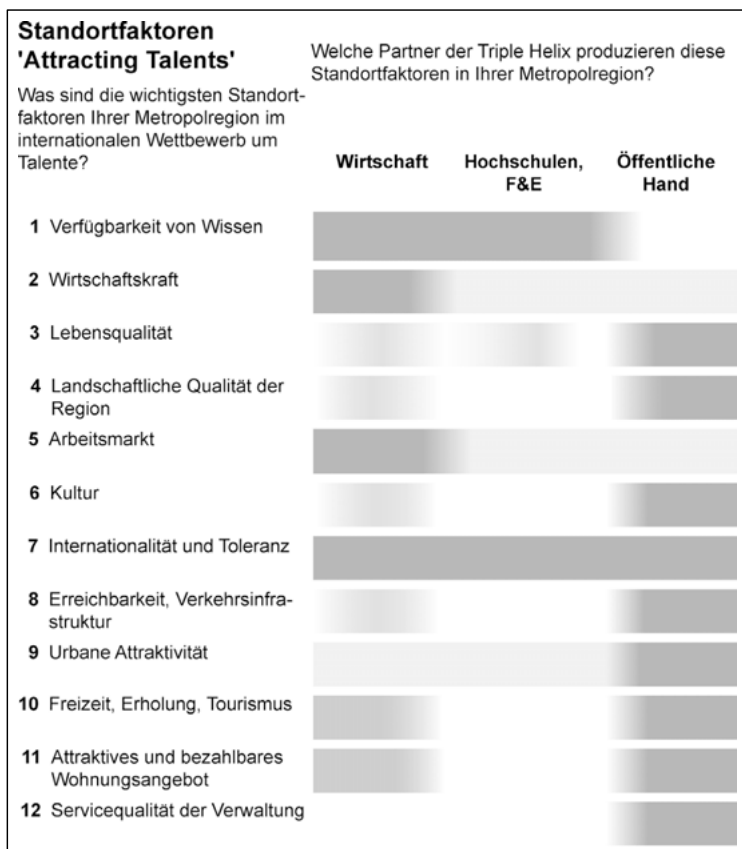 Standortfaktoren
'Attracting Talents'
Was sind die wichtigsten Standort-
faktoren Ihrer Metropolregion im
internationalen Wettbewerb um
Talente?
Welche Partner der Triple Helix produzieren diese
Standortfaktoren in Ihrer Metropolregion?
Wirtschaft
Hochschulen,
F&E
Öffentliche
Hand
1 Verfügbarkeit von Wissen
2 Wirtschaftskraft
3 Lebensqualität
4 Landschaftliche Qualität der
Region
5 Arbeitsmarkt
6 Kultur
7 Internationalität und Toleranz
8 Erreichbarkeit, Verkehrsinfra-
struktur
9 Urbane Attraktivität
10 Freizeit, Erholung, Tourismus
11 Attraktives und bezahlbares
Wohnungsangebot
12 Servicequalität der Verwaltung